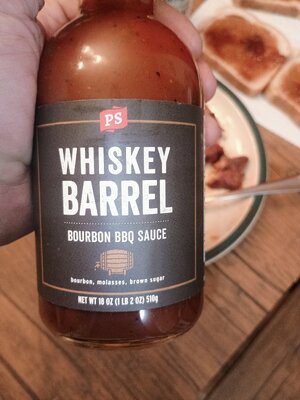 PS
WHISKEY
BARREL
BOURBON BBQ SAUCE
bourbon, molasses, brown sugar
NET WT 18 OZ (1 LB 2 OZ) 510g